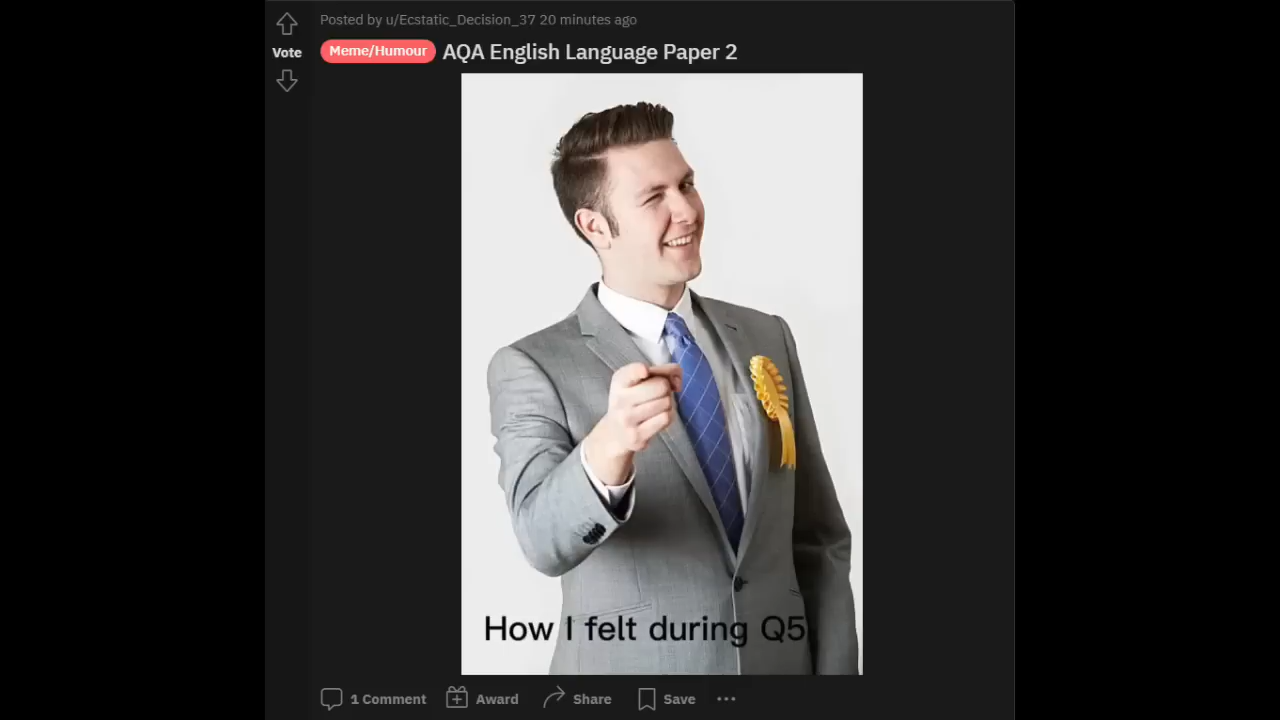 Posted by u/Ecstatic_Decision_37 20 minutes ago
Vote
Meme/Humour AQA English Language Paper 2
How I felt during Q5
1 Comment Award Share Save